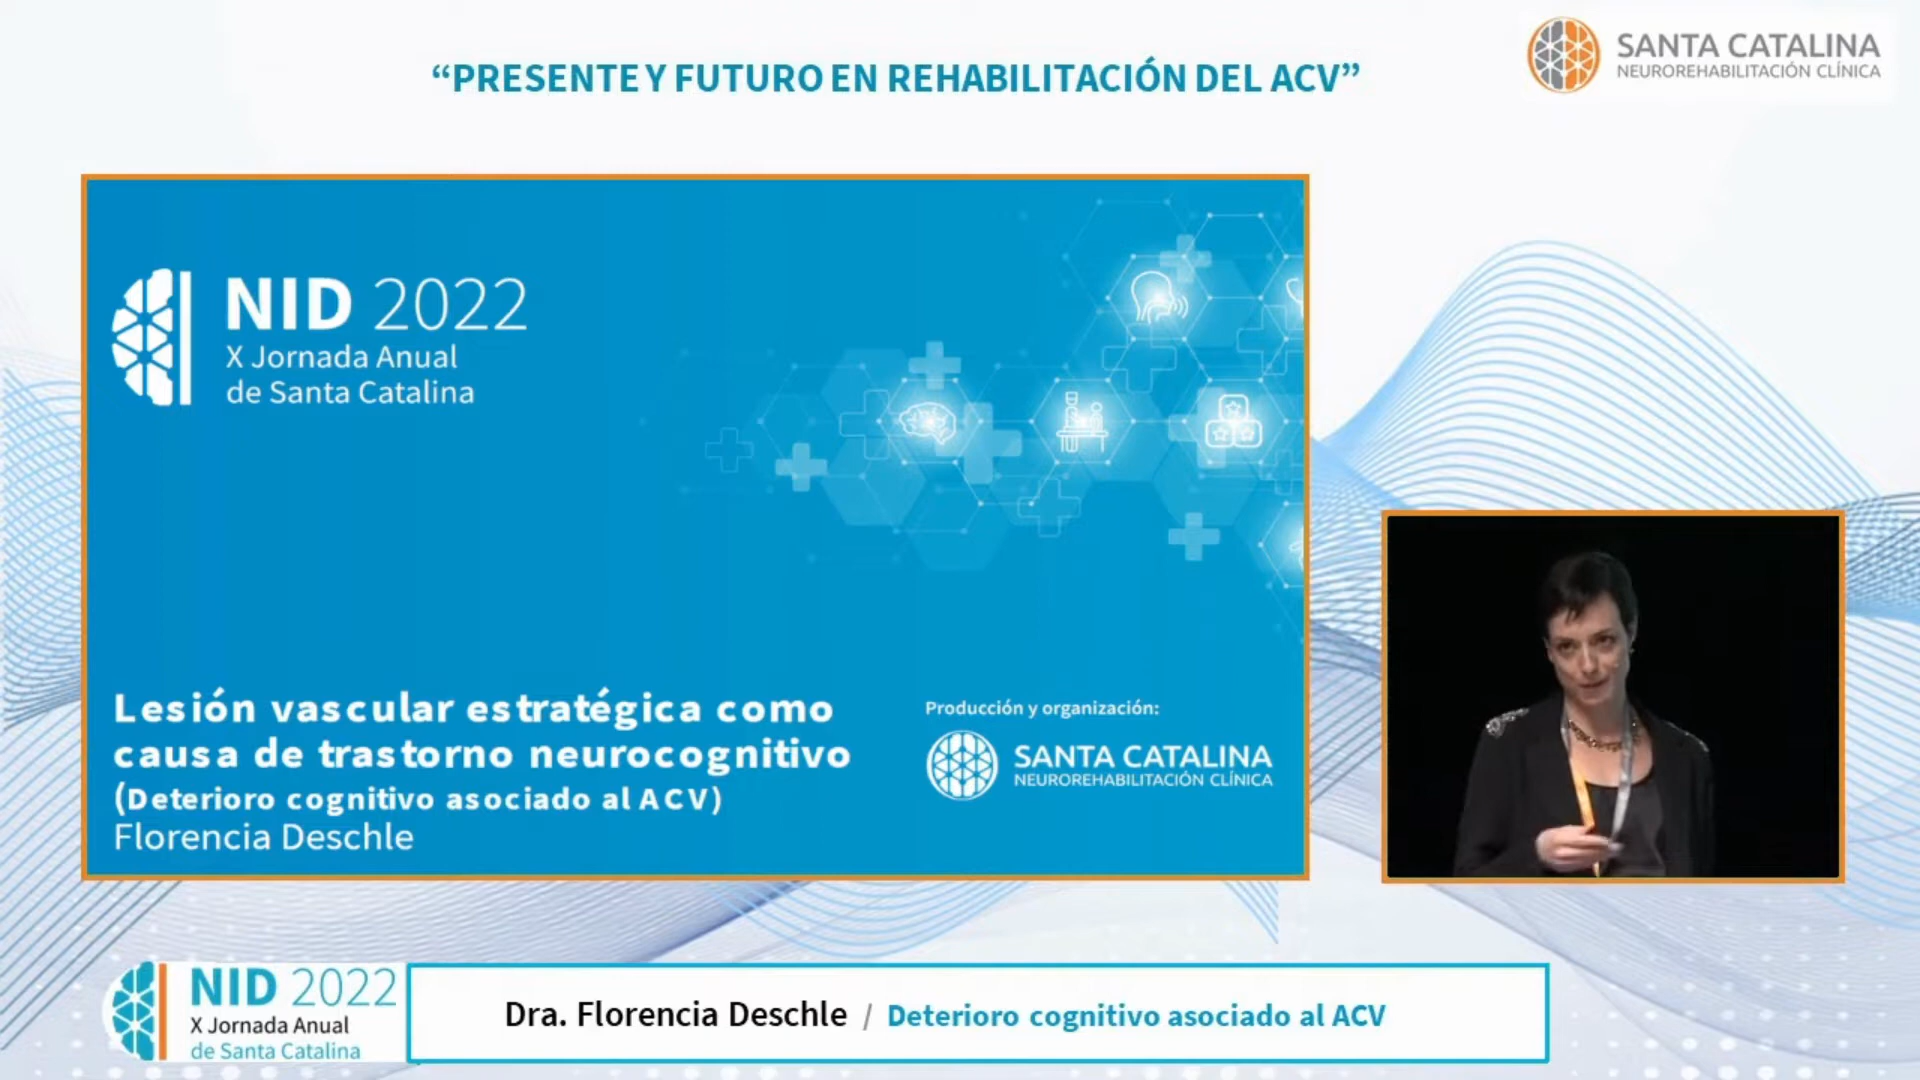 “PRESENTE Y FUTURO EN REHABILITACIÓN DEL ACV”
SANTA CATALINA
NEUROREHABILITACIÓN CLÍNICA
NID 2022
X Jornada Anual
de Santa Catalina
Lesión vascular estratégica como
causa de trastorno neurocognitivo
(Deterioro cognitivo asociado al ACV)
Florencia Deschle
Producción y organización:
SANTA CATALINA
NEUROREHABILITACIÓN CLÍNICA
NID 2022
X Jornada Anual
de Santa Catalina
Dra. Florencia Deschle / Deterioro cognitivo asociado al ACV